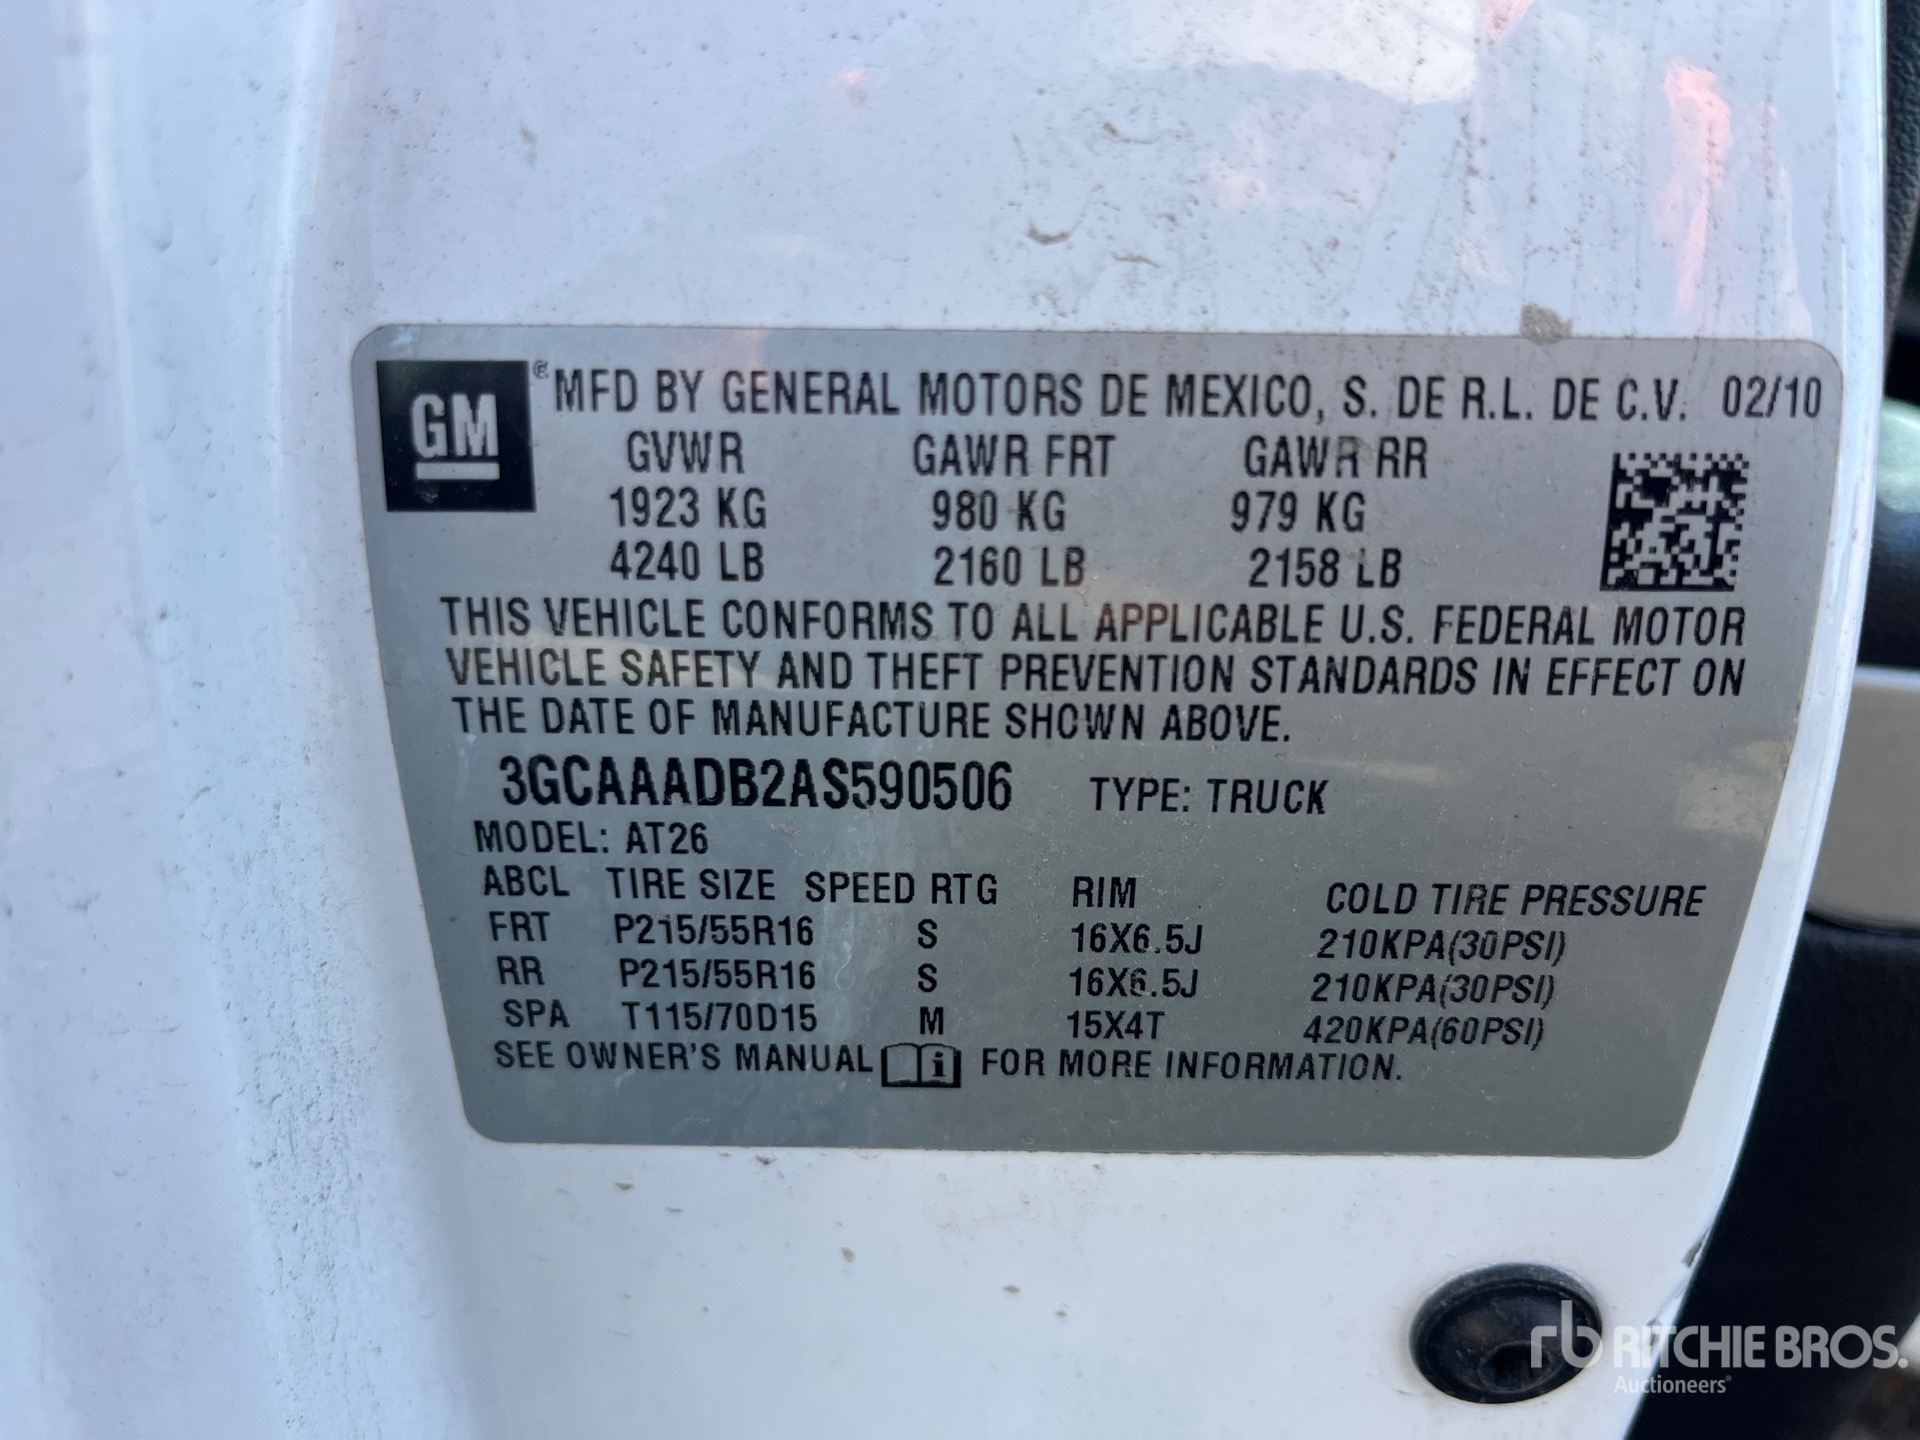 GM ® MFD BY GENERAL MOTORS DE MEXICO, S. DE R.L. DE C.V. 02/10
GVWR GAWR FRT GAWR RR
1923 KG 980 KG 979 KG
4240 LB 2160 LB 2158 LB
THIS VEHICLE CONFORMS TO ALL APPLICABLE U.S. FEDERAL MOTOR
VEHICLE SAFETY AND THEFT PREVENTION STANDARDS IN EFFECT ON
THE DATE OF MANUFACTURE SHOWN ABOVE.
3GCAAADB2AS590506 TYPE: TRUCK
MODEL: AT26
ABCL TIRE SIZE SPEED RTG RIM COLD TIRE PRESSURE
FRT P215/55R16 S 16X6.5J 210KPA(30PSI)
RR P215/55R16 S 16X6.5J 210KPA(30PSI)
SPA T115/70D15 M 15X4T 420KPA(60PSI)
SEE OWNER'S MANUAL FOR MORE INFORMATION.
rb RITCHIE BROS.
Auctioneers®